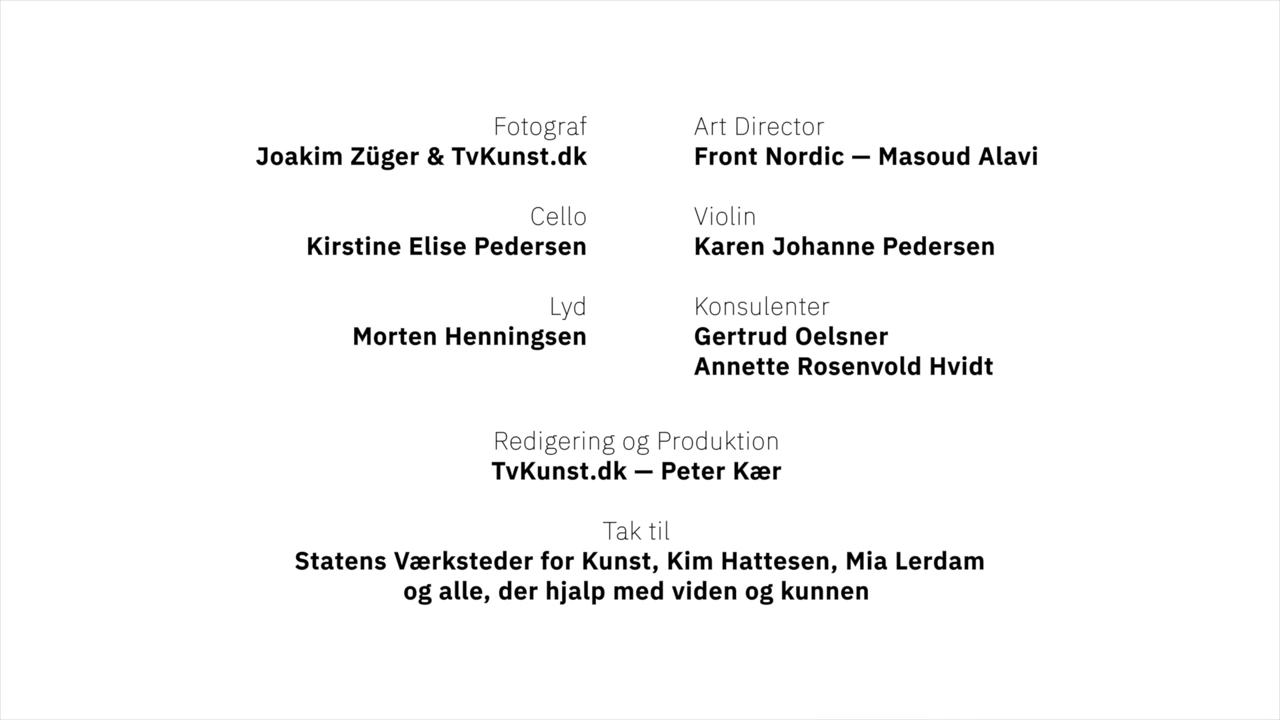 Fotograf
Joakim Züger & TvKunst.dk
Art Director
Front Nordic — Masoud Alavi
Cello
Kirstine Elise Pedersen
Violin
Karen Johanne Pedersen
Lyd
Morten Henningsen
Konsulenter
Gertrud Oelsner
Annette Rosenvold Hvidt
Redigering og Produktion
TvKunst.dk — Peter Kær
Tak til
Statens Værksteder for Kunst, Kim Hattesen, Mia Lerdam
og alle, der hjalp med viden og kunnen